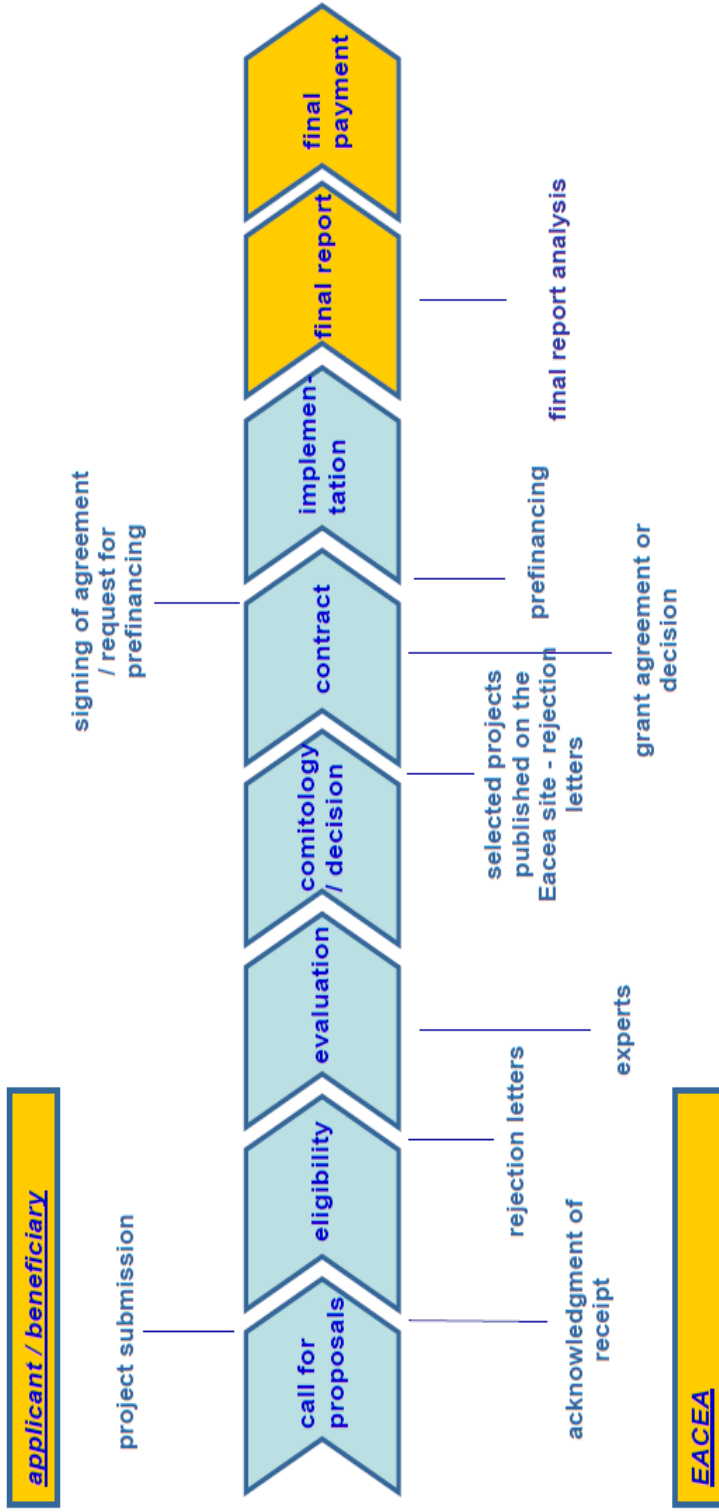 applicant / beneficiary
project submission
signing of agreement
/ request for
prefinancing
call for
proposals
eligibility
evaluation
comitology
/ decision
contract
implemen-
tation
final report
final
payment
acknowledgment of
receipt
rejection letters
experts
selected projects
published on the
Eacea site - rejection
letters
grant agreement or
decision
prefinancing
final report analysis
EACEA